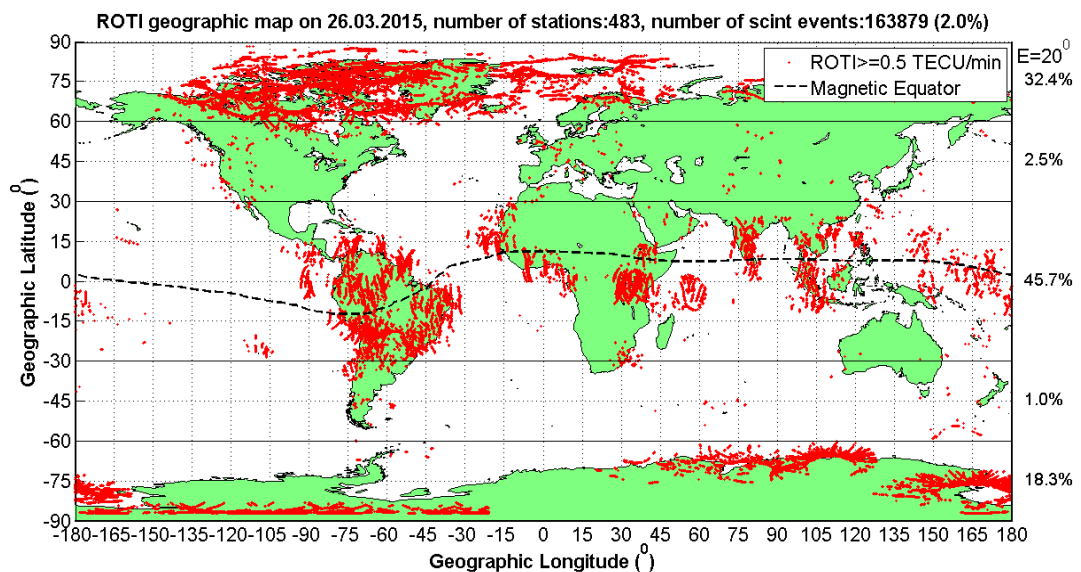 ROTI geographic map on 26.03.2015, number of stations:483, number of scint events:163879 (2.0%)
90
75
60
45
30
15
0
-15
-30
-45
-60
-75
-90
Geographic Latitude (⁰)
ROTI>=0.5 TECU/min
Magnetic Equator
E=20⁰
32.4%
2.5%
45.7%
1.0%
18.3%
-180 -165 -150 -135 -120 -105 -90 -75 -60 -45 -30 -15 0 15 30 45 60 75 90 105 120 135 150 165 180
Geographic Longitude (⁰)